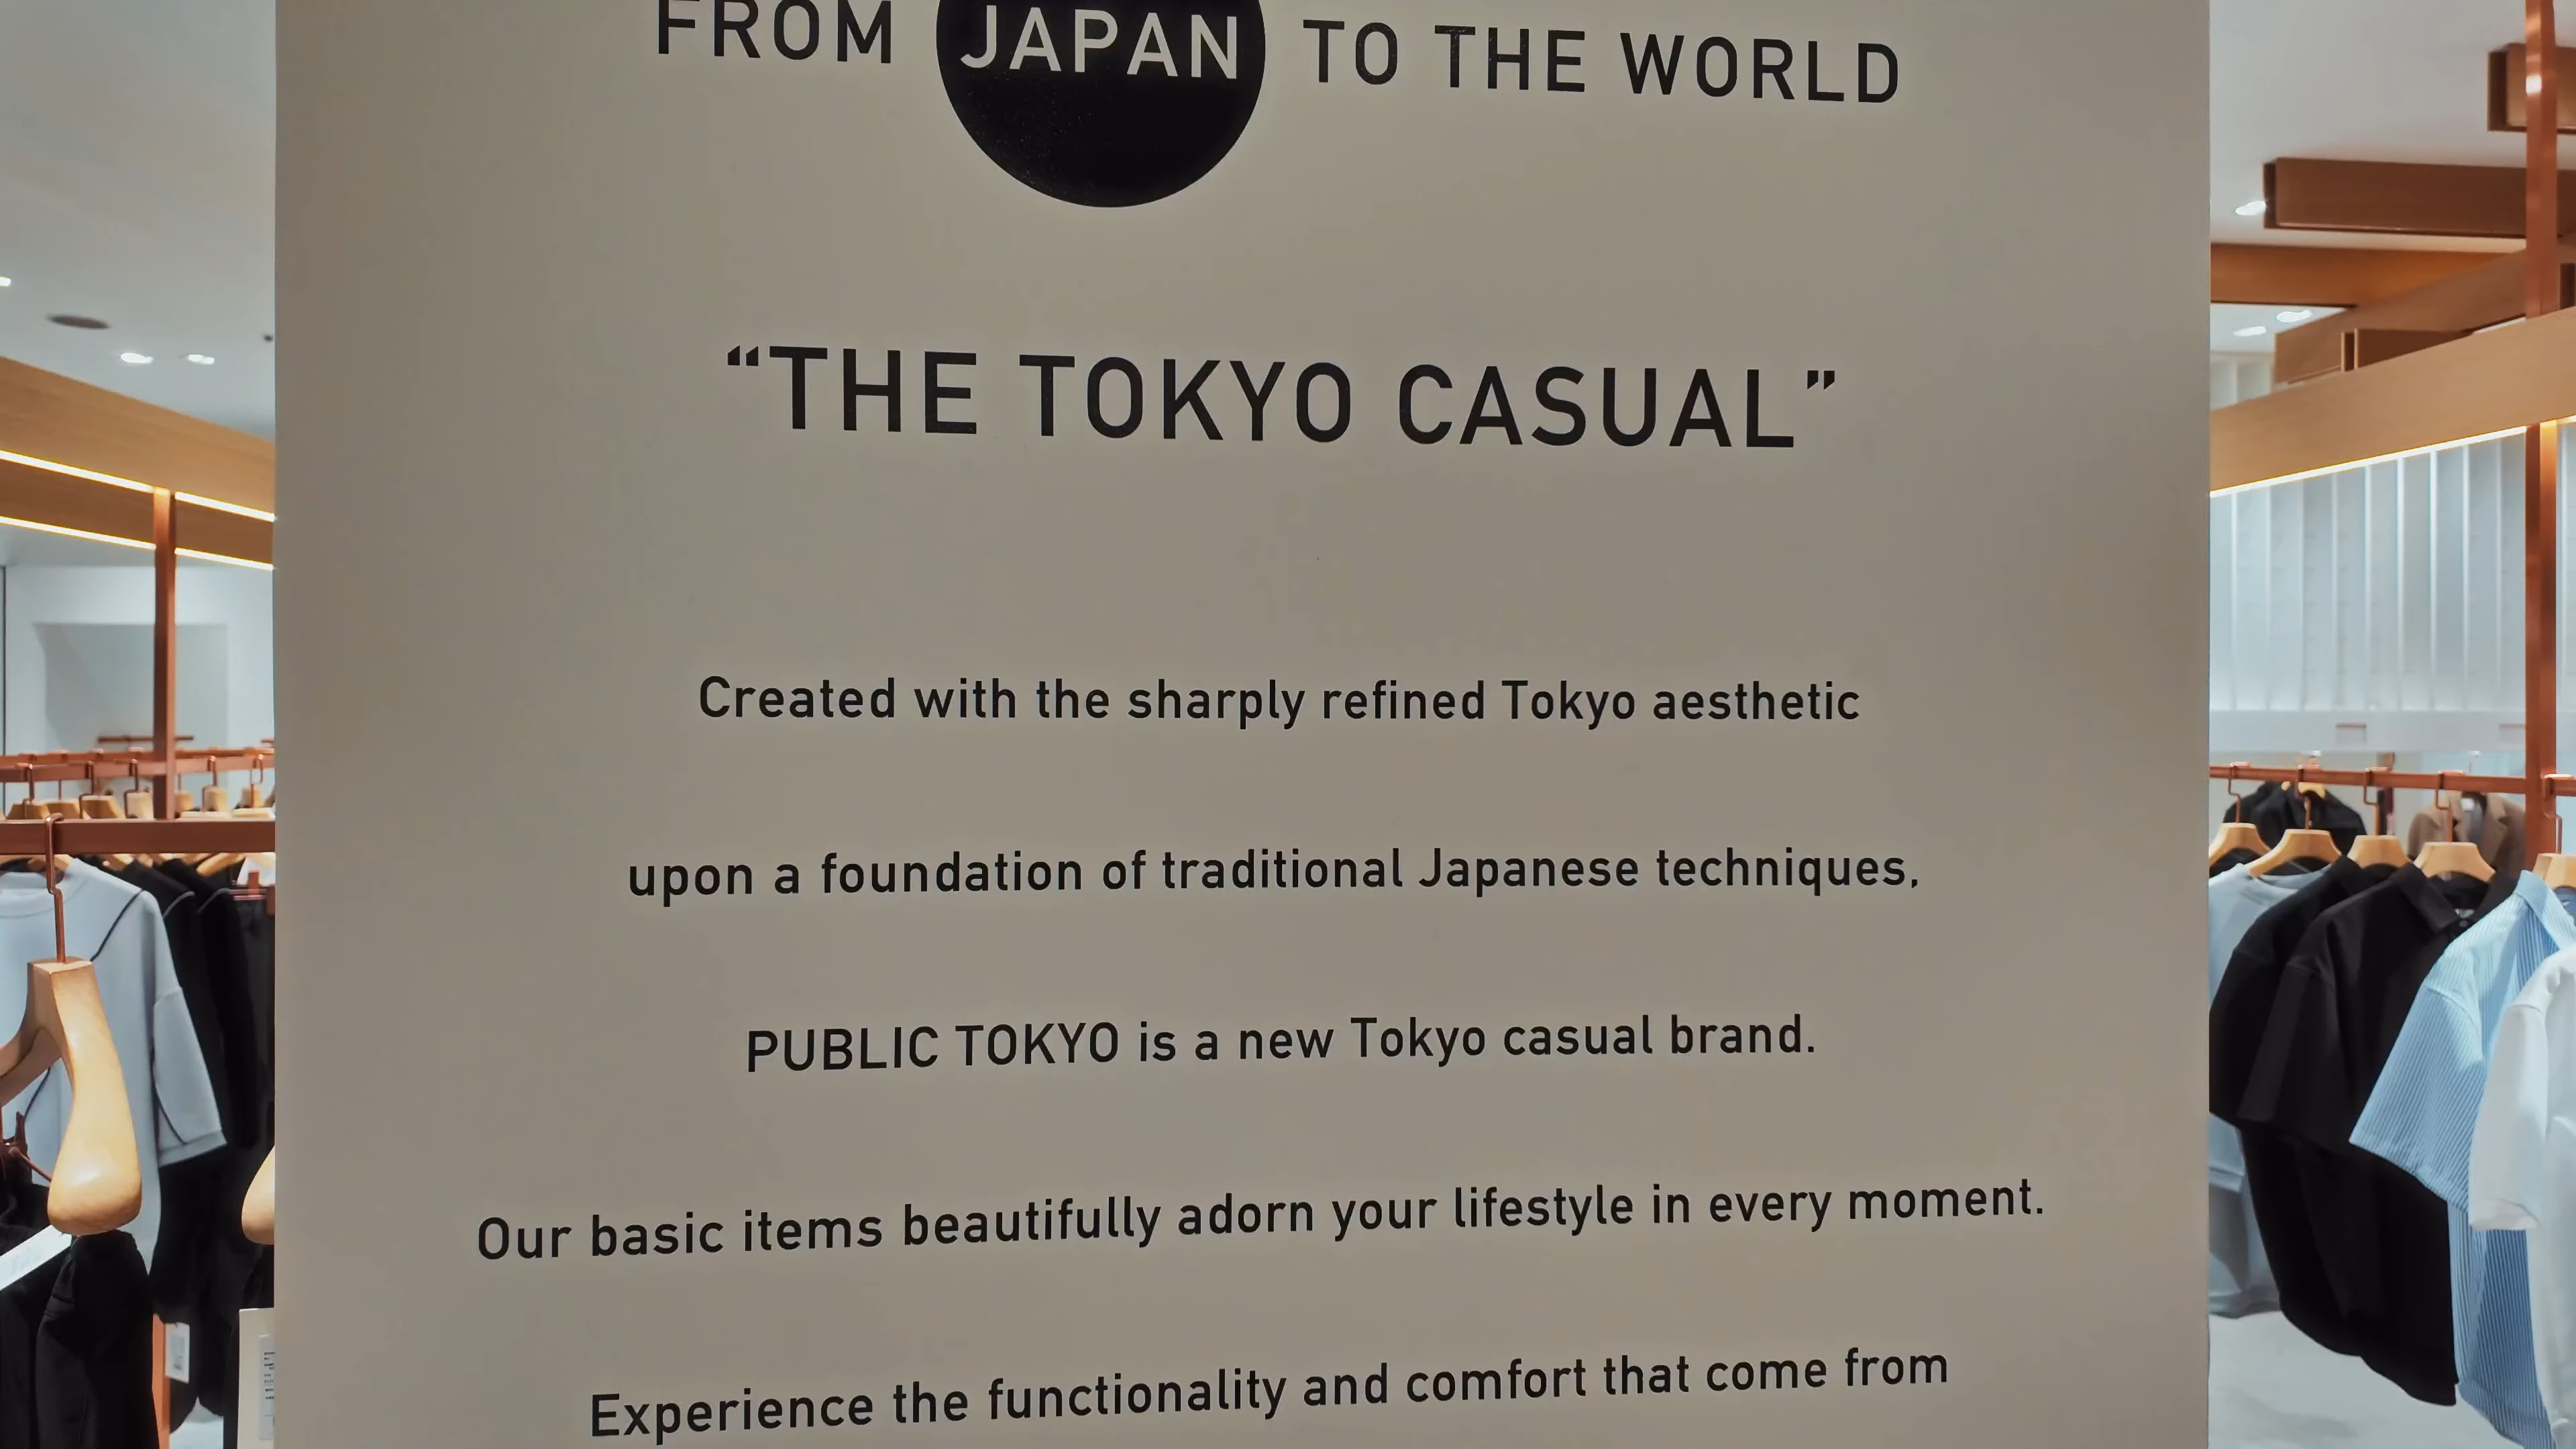 FROM JAPAN TO THE WORLD
“THE TOKYO CASUAL”
Created with the sharply refined Tokyo aesthetic
upon a foundation of traditional Japanese techniques,
PUBLIC TOKYO is a new Tokyo casual brand.
Our basic items beautifully adorn your lifestyle in every moment.
Experience the functionality and comfort that come from